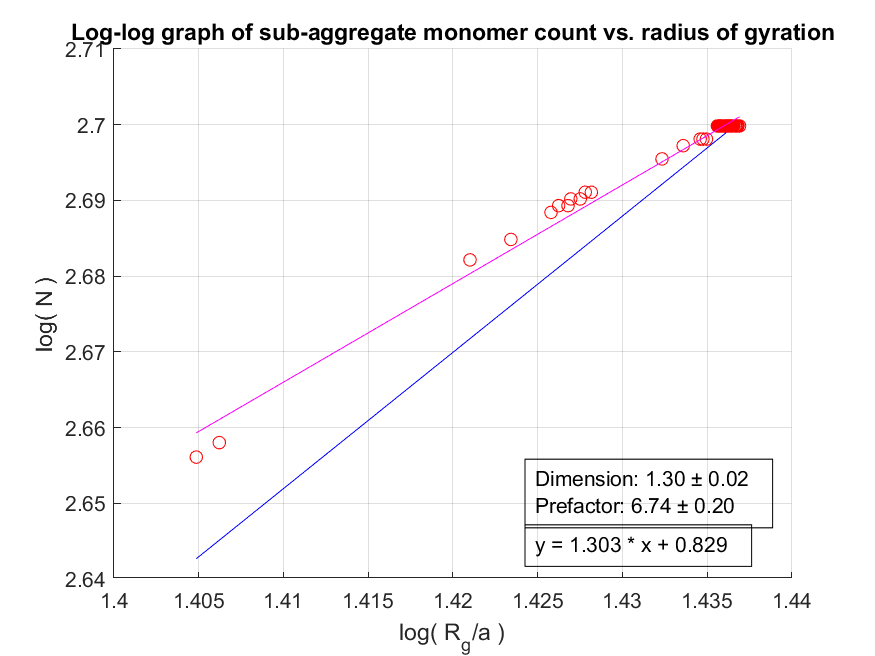 Log-log graph of sub-aggregate monomer count vs. radius of gyration
2.71
2.7
2.69
2.68
2.67
2.66
2.65
2.64
log( N )
Dimension: 1.30 ± 0.02
Prefactor: 6.74 ± 0.20
y = 1.303 * x + 0.829
1.4 1.405 1.41 1.415 1.42 1.425 1.43 1.435 1.44
log( R_g/a )